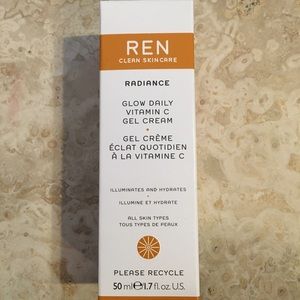 REN
CLEAN SKINCARE
RADIANCE
GLOW DAILY
VITAMIN C
GEL CREAM
•
GEL CRÈME
ÉCLAT QUOTIDIEN
À LA VITAMINE C
ILLUMINATES AND HYDRATES
•
ILLUMINE ET HYDRATE
ALL SKIN TYPES
TOUS TYPES DE PEAUX
PLEASE RECYCLE
50 ml ℮ 1.7 fl. oz. U.S.